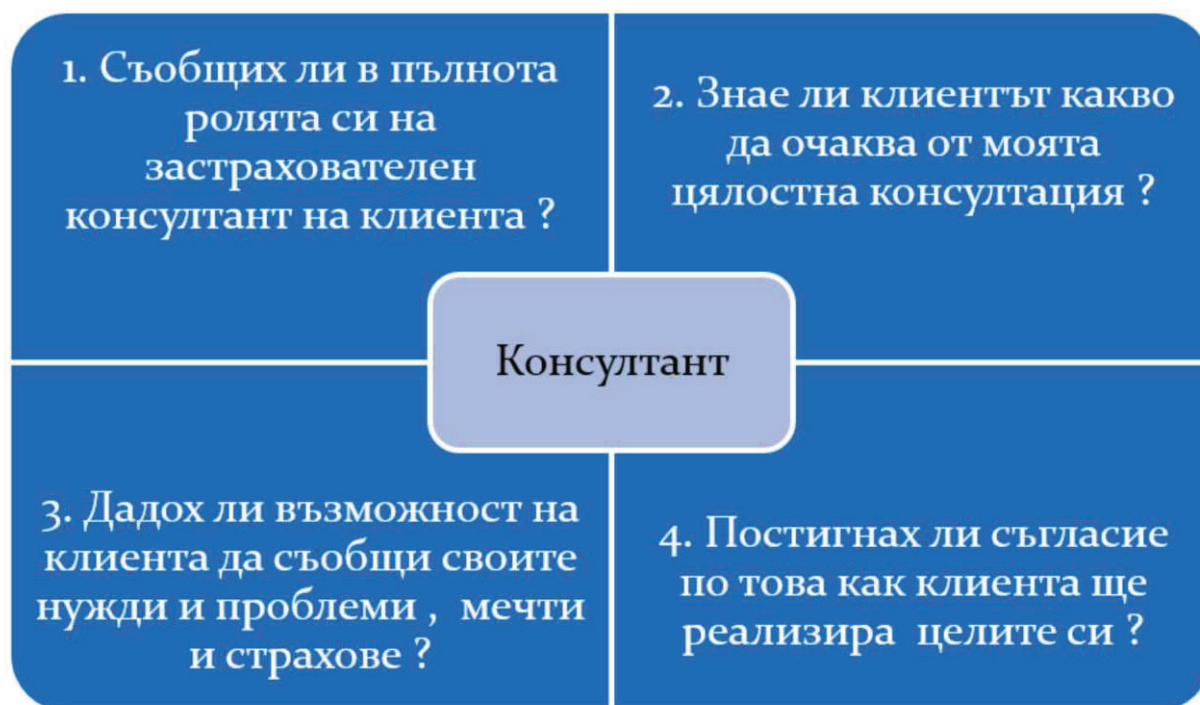 1. Съобщих ли в пълнота
ролята си на
застрахователен
консултант на клиента ?
2. Знае ли клиентът какво
да очаква от моята
цялостна консултация ?
Консултант
3. Дадох ли възможност на
клиента да съобщи своите
нужди и проблеми , мечти
и страхове ?
4. Постигнах ли съгласие
по това как клиента ще
реализира целите си ?